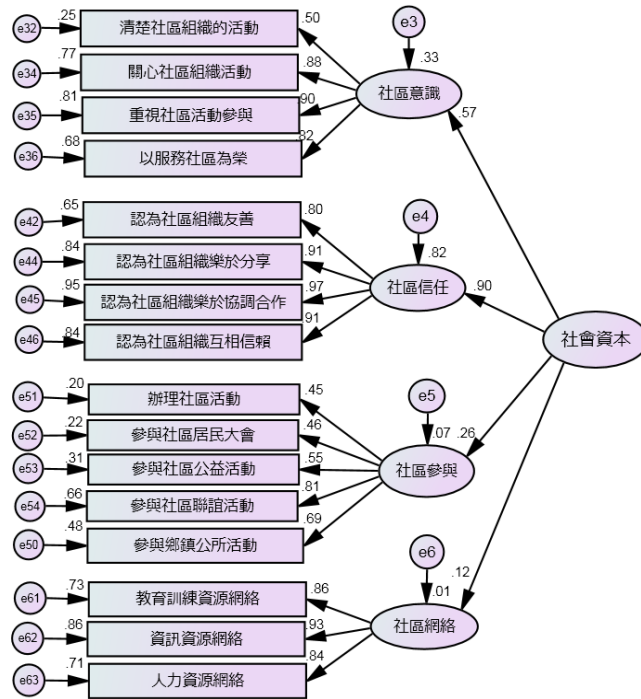 e32 .25 清楚社區組織的活動 .50
e34 .77 關心社區組織活動 .88
e35 .81 重視社區活動參與 .90
e36 .68 以服務社區為榮 .82
e3
.33
社區意識
.57
e42 .65 認為社區組織友善 .80
e44 .84 認為社區組織樂於分享 .91
e45 .95 認為社區組織樂於協調合作 .97
e46 .84 認為社區組織互相信賴 .91
e4
.82
社區信任
.90
社會資本
e51 .20 辦理社區活動 .45
e52 .22 參與社區居民大會 .46
e53 .31 參與社區公益活動 .55
e54 .66 參與社區聯誼活動 .81
e50 .48 參與鄉鎮公所活動 .69
e5
.07
社區參與
.26
e61 .73 教育訓練資源網絡 .86
e62 .86 資訊資源網絡 .93
e63 .71 人力資源網絡 .84
e6
.01
社區網絡
.12